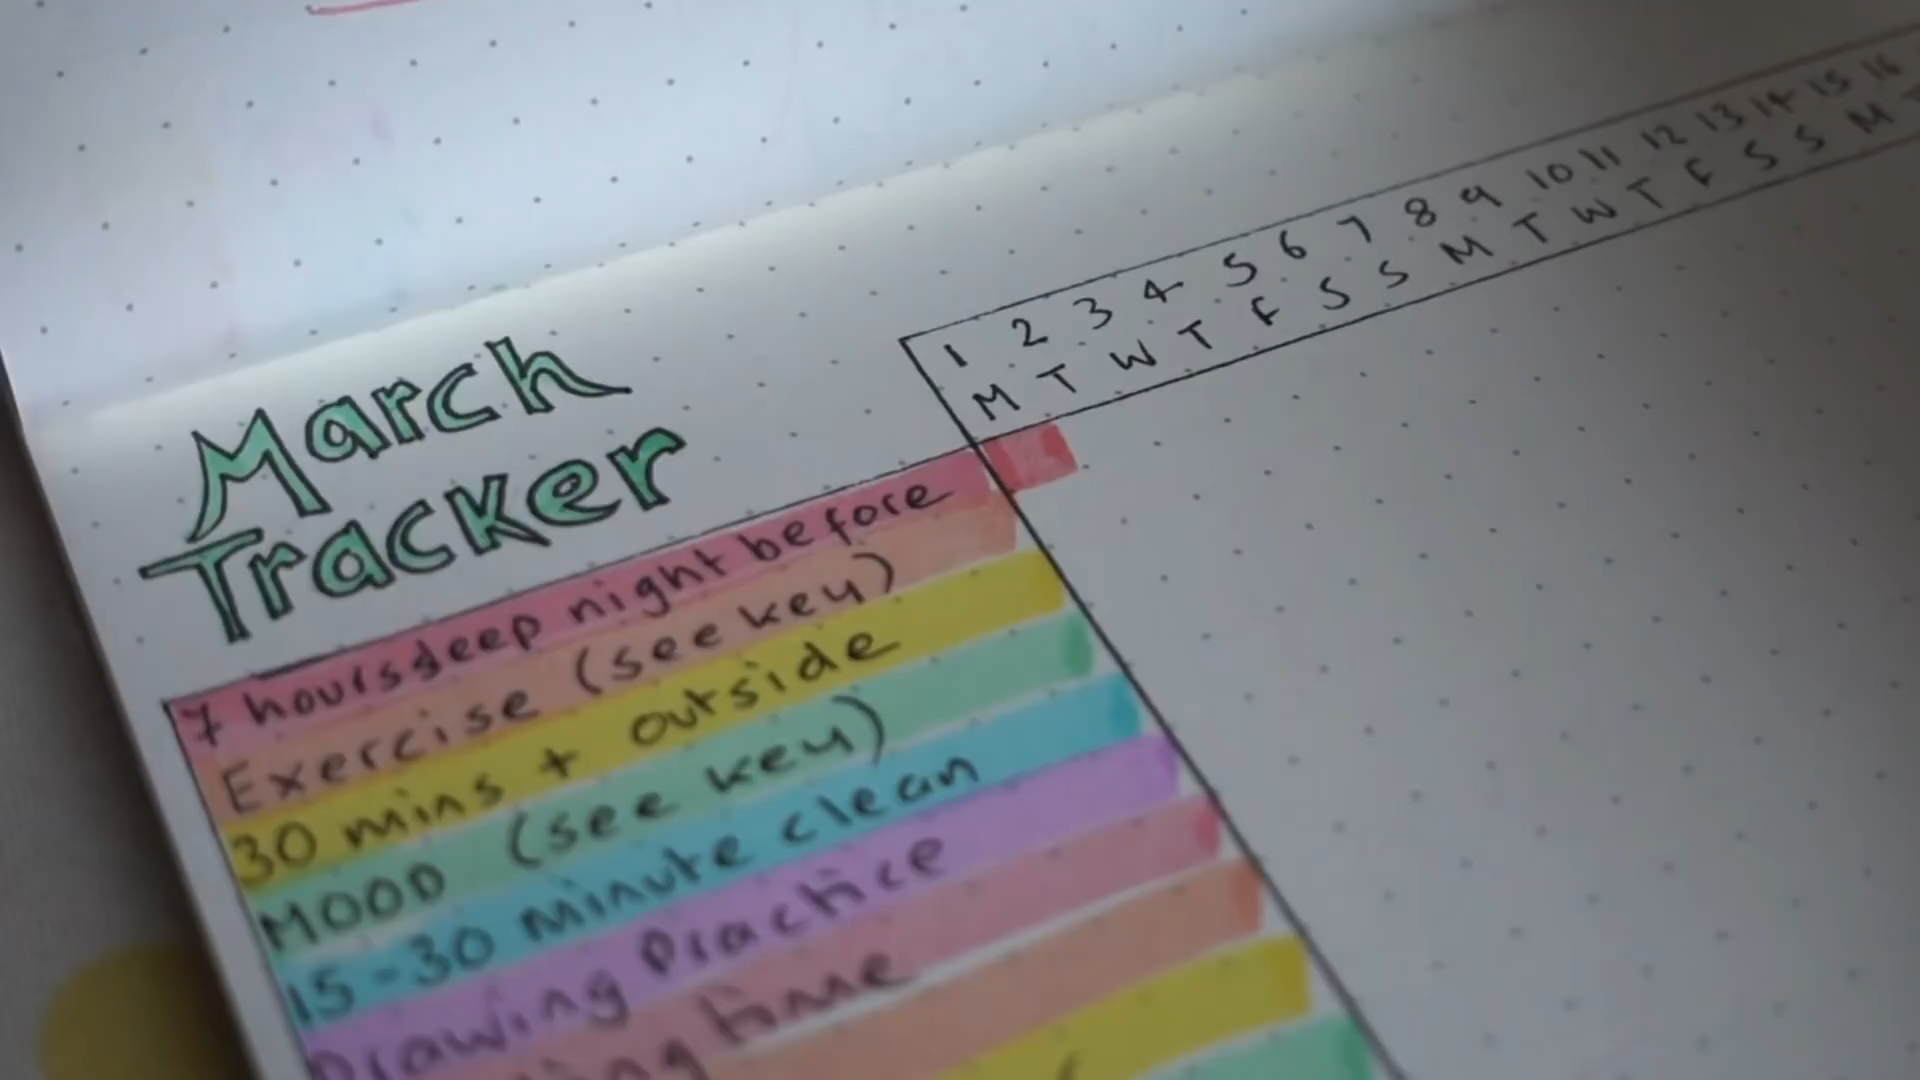 March
Tracker
1 2 3 4 5 6 7 8 9 10 11 12 13 14 15 16
M T W T F S S M T W T F S S M T
7 hours sleep night before
Exercise (see key)
30 mins + outside
MOOD (see key)
15-30 minute clean
Drawing Practice
time